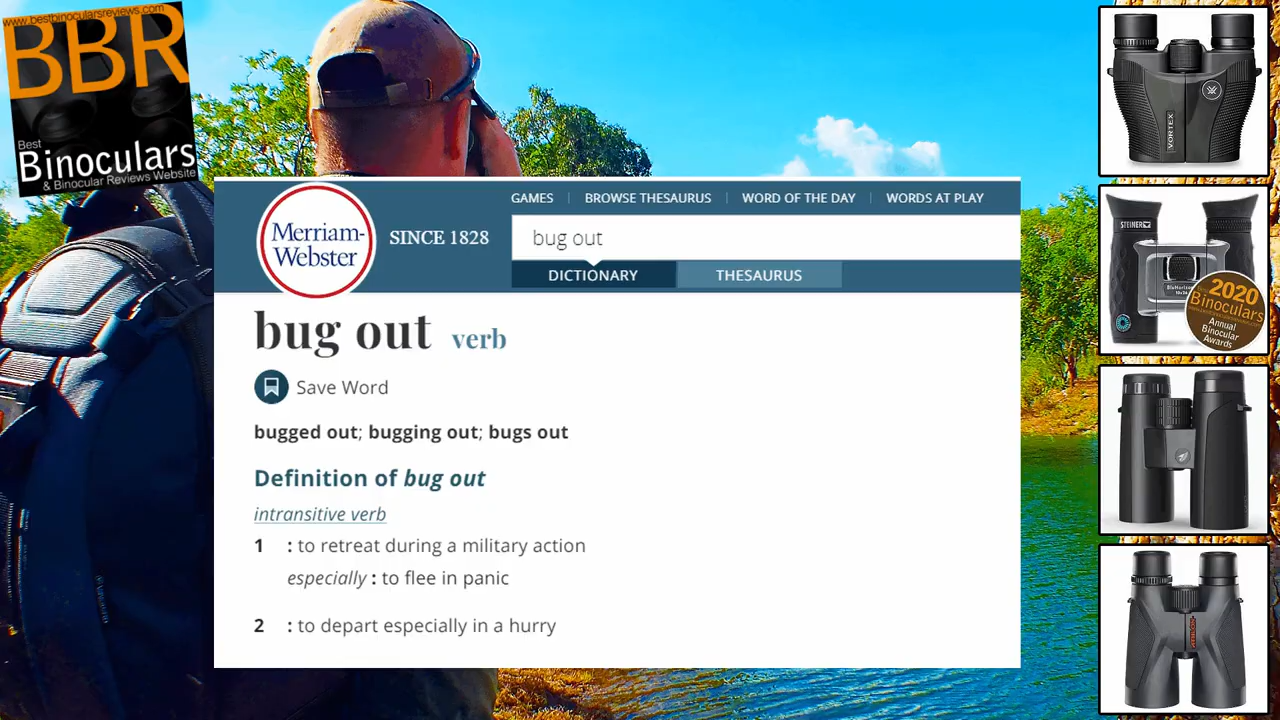 www.bestbinocularsreviews.com
BBR
Best
Binoculars
& Binocular Reviews Website
GAMES
BROWSE THESAURUS
WORD OF THE DAY
WORDS AT PLAY
Merriam-
Webster
SINCE 1828
bug out
DICTIONARY
THESAURUS
bug out verb
Save Word
bugged out; bugging out; bugs out
Definition of bug out
intransitive verb
1 : to retreat during a military action
especially : to flee in panic
2 : to depart especially in a hurry
VORTEX
STEINER
2020
Binoculars
Annual
Binocular
Awards